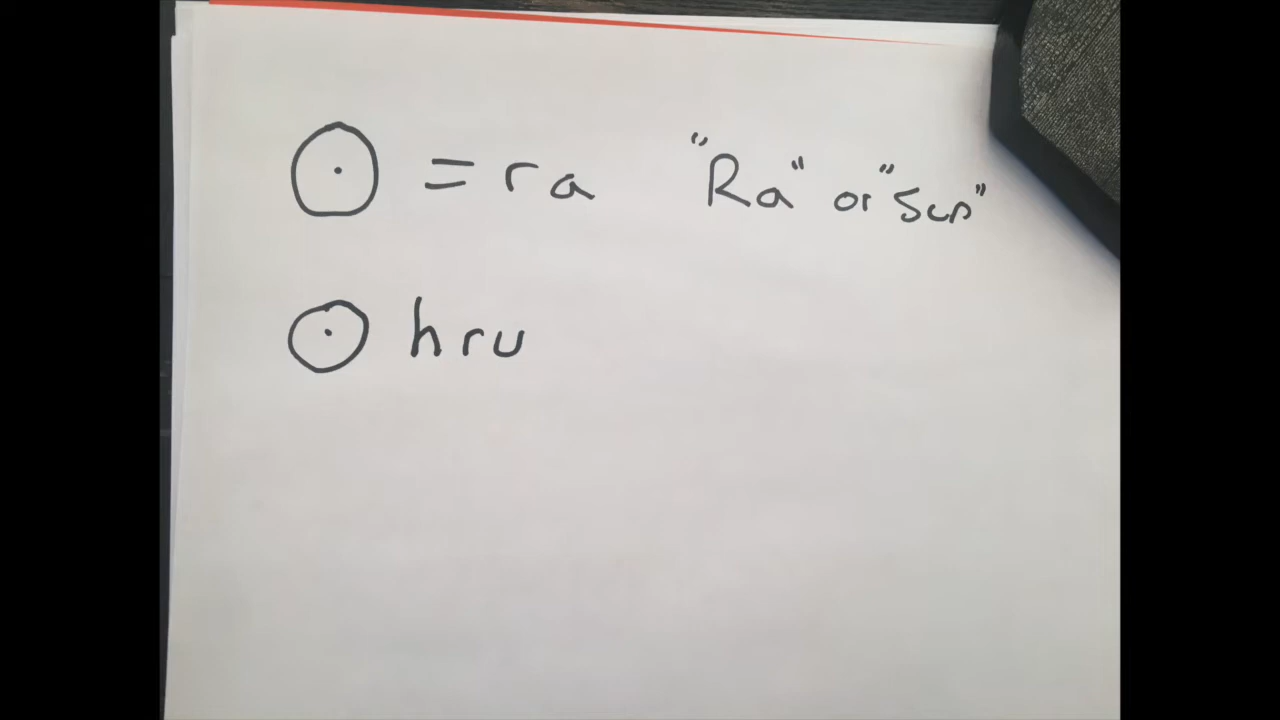 ☉ = ra "Ra" or "Sun"
☉ hru